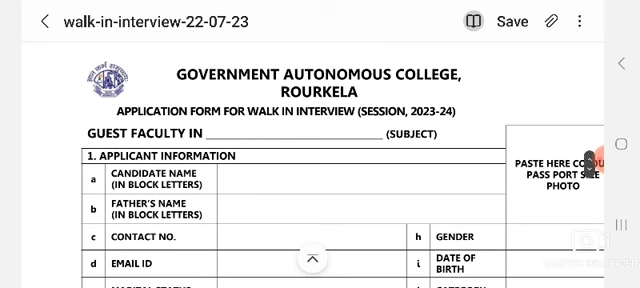 walk-in-interview-22-07-23
Save
GOVERNMENT AUTONOMOUS COLLEGE,
ROURKELA
APPLICATION FORM FOR WALK IN INTERVIEW (SESSION, 2023-24)
GUEST FACULTY IN ______________________________ (SUBJECT)
1. APPLICANT INFORMATION
PASTE HERE
PASS PORT SIZE
PHOTO
a CANDIDATE NAME
(IN BLOCK LETTERS)
b FATHER'S NAME
(IN BLOCK LETTERS)
c CONTACT NO. h GENDER
d EMAIL ID i DATE OF
BIRTH